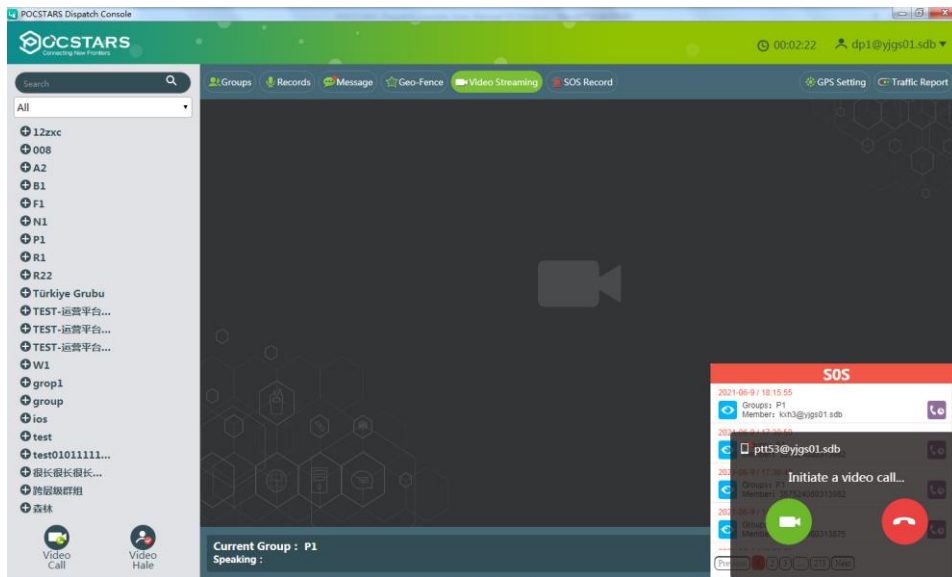 POCSTARS Dispatch Console
POCSTARS
Connecting New Frontiers
00:02:22
dp1@yjgs01.sdb
Search
Groups
Records
Message
Geo-Fence
Video Streaming
SOS Record
GPS Setting
Traffic Report
All
12zxc
008
A2
B1
F1
N1
P1
R1
R22
Türkiye Grubu
TEST-运营平台...
TEST-运营平台...
TEST-运营平台...
W1
grop1
group
ios
test
test01011111...
很长很长很长...
跨层级群组
森林
Video Call
Video Hale
Current Group : P1
Speaking :
SOS
2021-06-9 / 18:15:55
Groups: P1
Member: kxh3@yjgs01.sdb
ptt53@yjgs01.sdb
Initiate a video call...